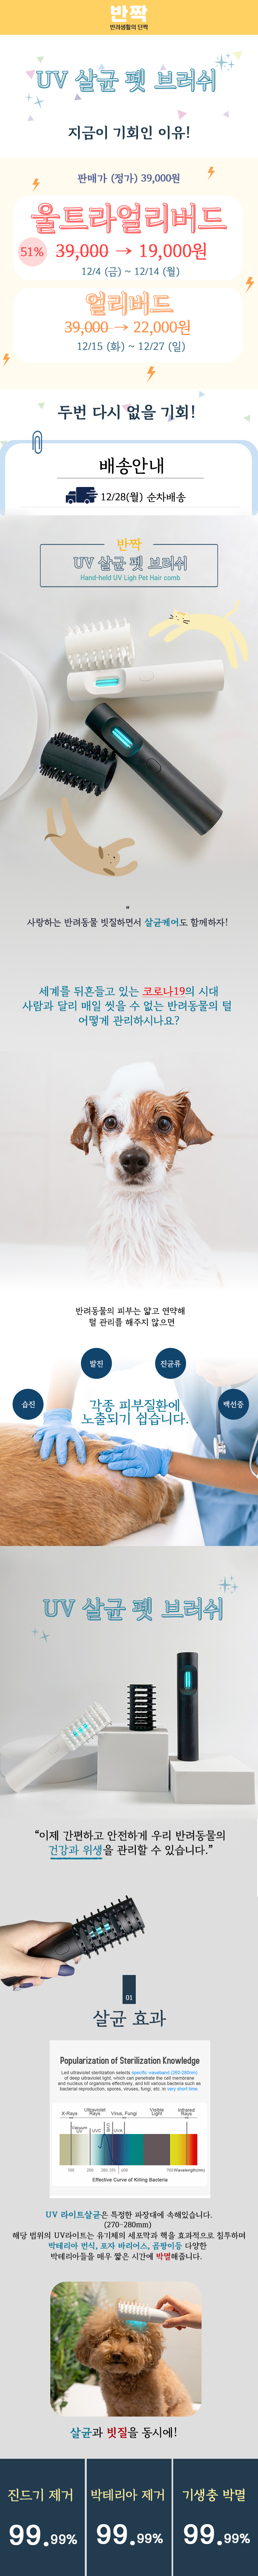 반짝
반려생활의 단짝
UV 살균 펫 브러쉬
지금이 기회인 이유!
판매가 (정가) 39,000원
울트라얼리버드
51% 39,000 → 19,000원
12/4 (금) ~ 12/14 (월)
얼리버드
39,000 → 22,000원
12/15 (화) ~ 12/27 (일)
두번 다시 없을 기회!
배송안내
12/28(월) 순차배송
반짝
UV 살균 펫 브러쉬
Hand-held UV Ligh Pet Hair comb
"
사랑하는 반려동물 빗질하면서 살균케어도 함께하자!
세계를 뒤흔들고 있는 코로나19의 시대
사람과 달리 매일 씻을 수 없는 반려동물의 털
어떻게 관리하시나요?
반려동물의 피부는 얇고 연약해
털 관리를 해주지 않으면
발진
진균류
습진
백선증
각종 피부질환에
노출되기 쉽습니다.
UV 살균 펫 브러쉬
“이제 간편하고 안전하게 우리 반려동물의
건강과 위생을 관리할 수 있습니다.”
01
살균 효과
Popularization of Sterilization Knowledge
Led ultraviolet sterilization selects specific waveband (260-280nm)
of deep ultraviolet light, which can penetrate the cell membrane
and nucleus of organisms effectively, and kill verious bacteria such as
bacterial reproduction, spores, viruses, fungi, etc. in very short time.
X-Rays
Ultraviolet Rays
Virus, Fungi
Visible Light
Infrared Rays
Vacuum UV
UVC
UVB
UVA
100 200 280 315 400 760 Wavelength(nm)
Effective Curve of Killing Bacteria
UV 라이트살균은 특정한 파장대에 속해있습니다.
(270-280mm)
해당 범위의 UV라이트는 유기체의 세포막과 핵을 효과적으로 침투하며
박테리아 번식, 포자 바리어스, 곰팡이등 다양한
박테리아들을 매우 짧은 시간에 박멸해줍니다.
살균과 빗질을 동시에!
진드기 제거
99.99%
박테리아 제거
99.99%
기생충 박멸
99.99%